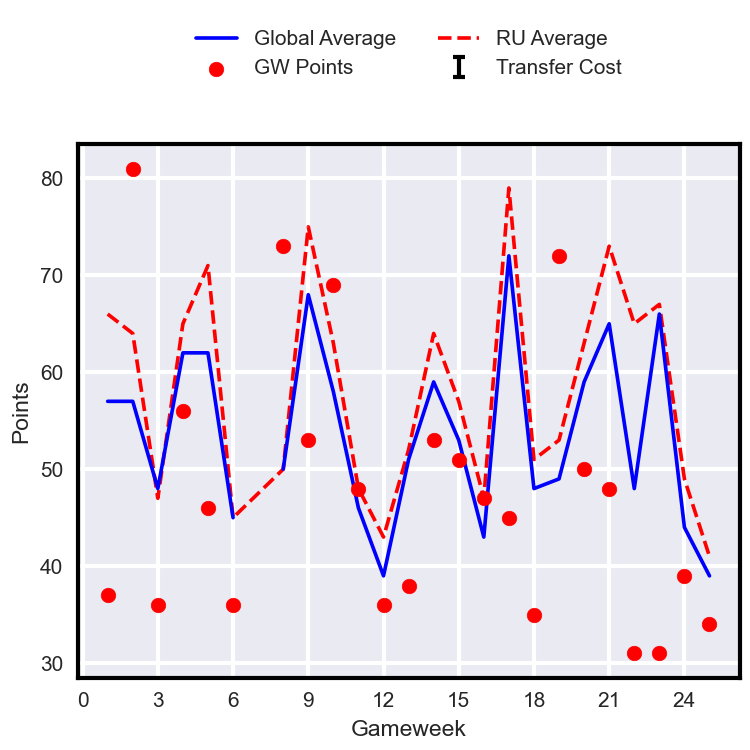 Global Average
RU Average
GW Points
Transfer Cost
Points
80
70
60
50
40
30
0 3 6 9 12 15 18 21 24
Gameweek